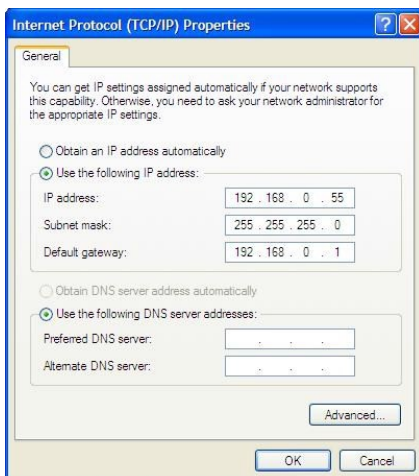 Internet Protocol (TCP/IP) Properties
General
You can get IP settings assigned automatically if your network supports
this capability. Otherwise, you need to ask your network administrator for
the appropriate IP settings.
Obtain an IP address automatically
Use the following IP address:
IP address: 192 . 168 . 0 . 55
Subnet mask: 255 . 255 . 255 . 0
Default gateway: 192 . 168 . 0 . 1
Obtain DNS server address automatically
Use the following DNS server addresses:
Preferred DNS server: . . .
Alternate DNS server: . . .
Advanced...
OK Cancel